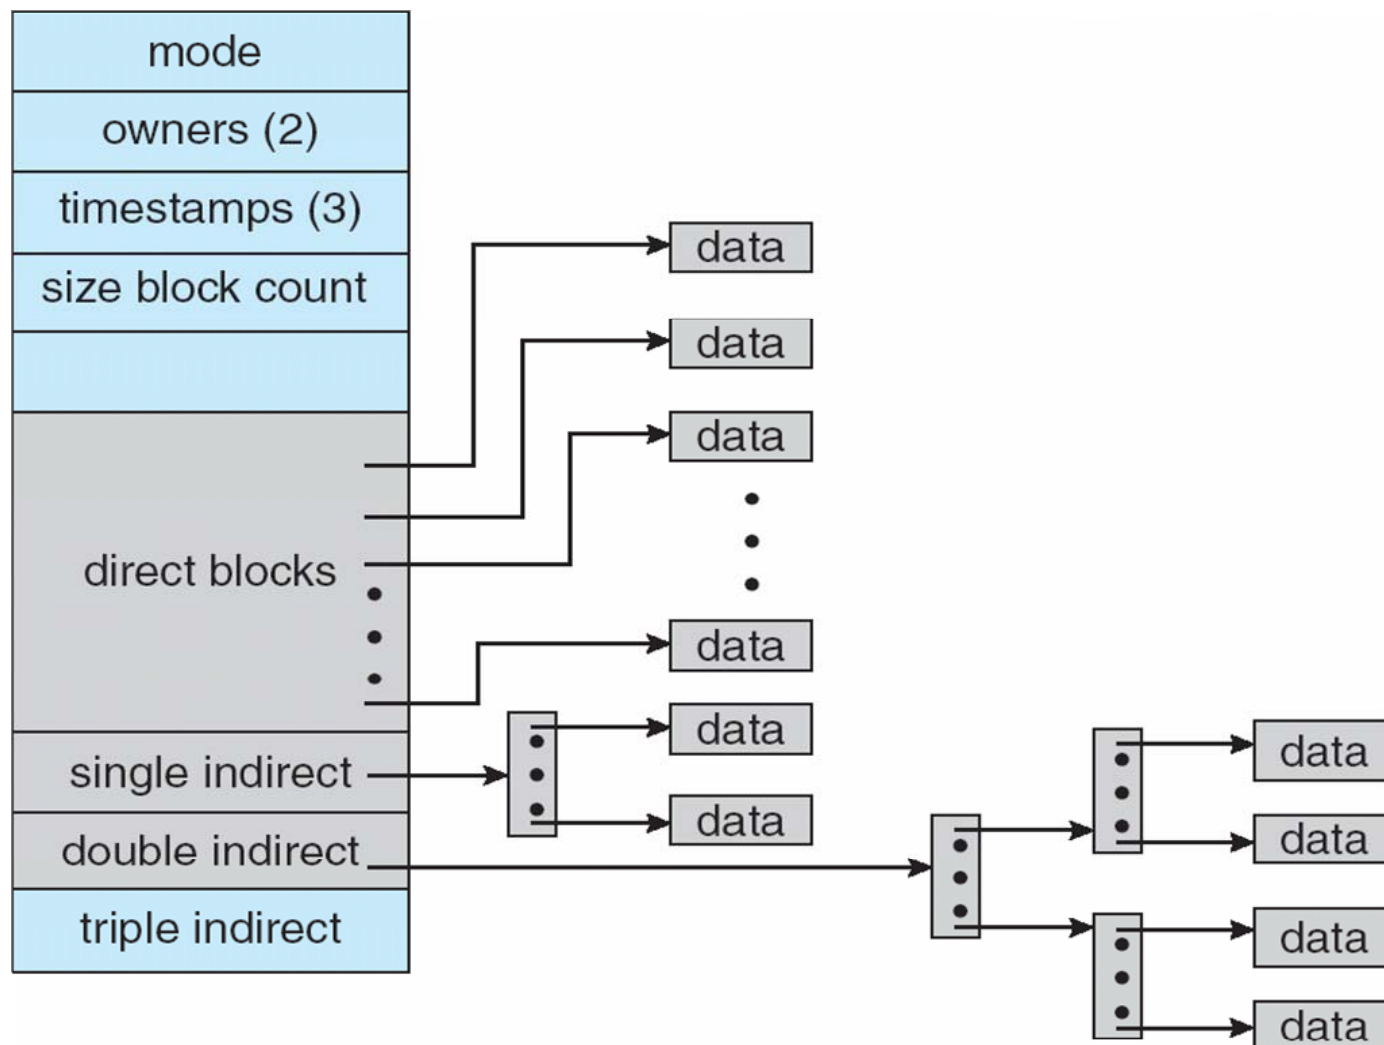 mode
owners (2)
timestamps (3)
size block count
data
data
data
direct blocks
data
data
single indirect
data
double indirect
triple indirect
data
data
data
data